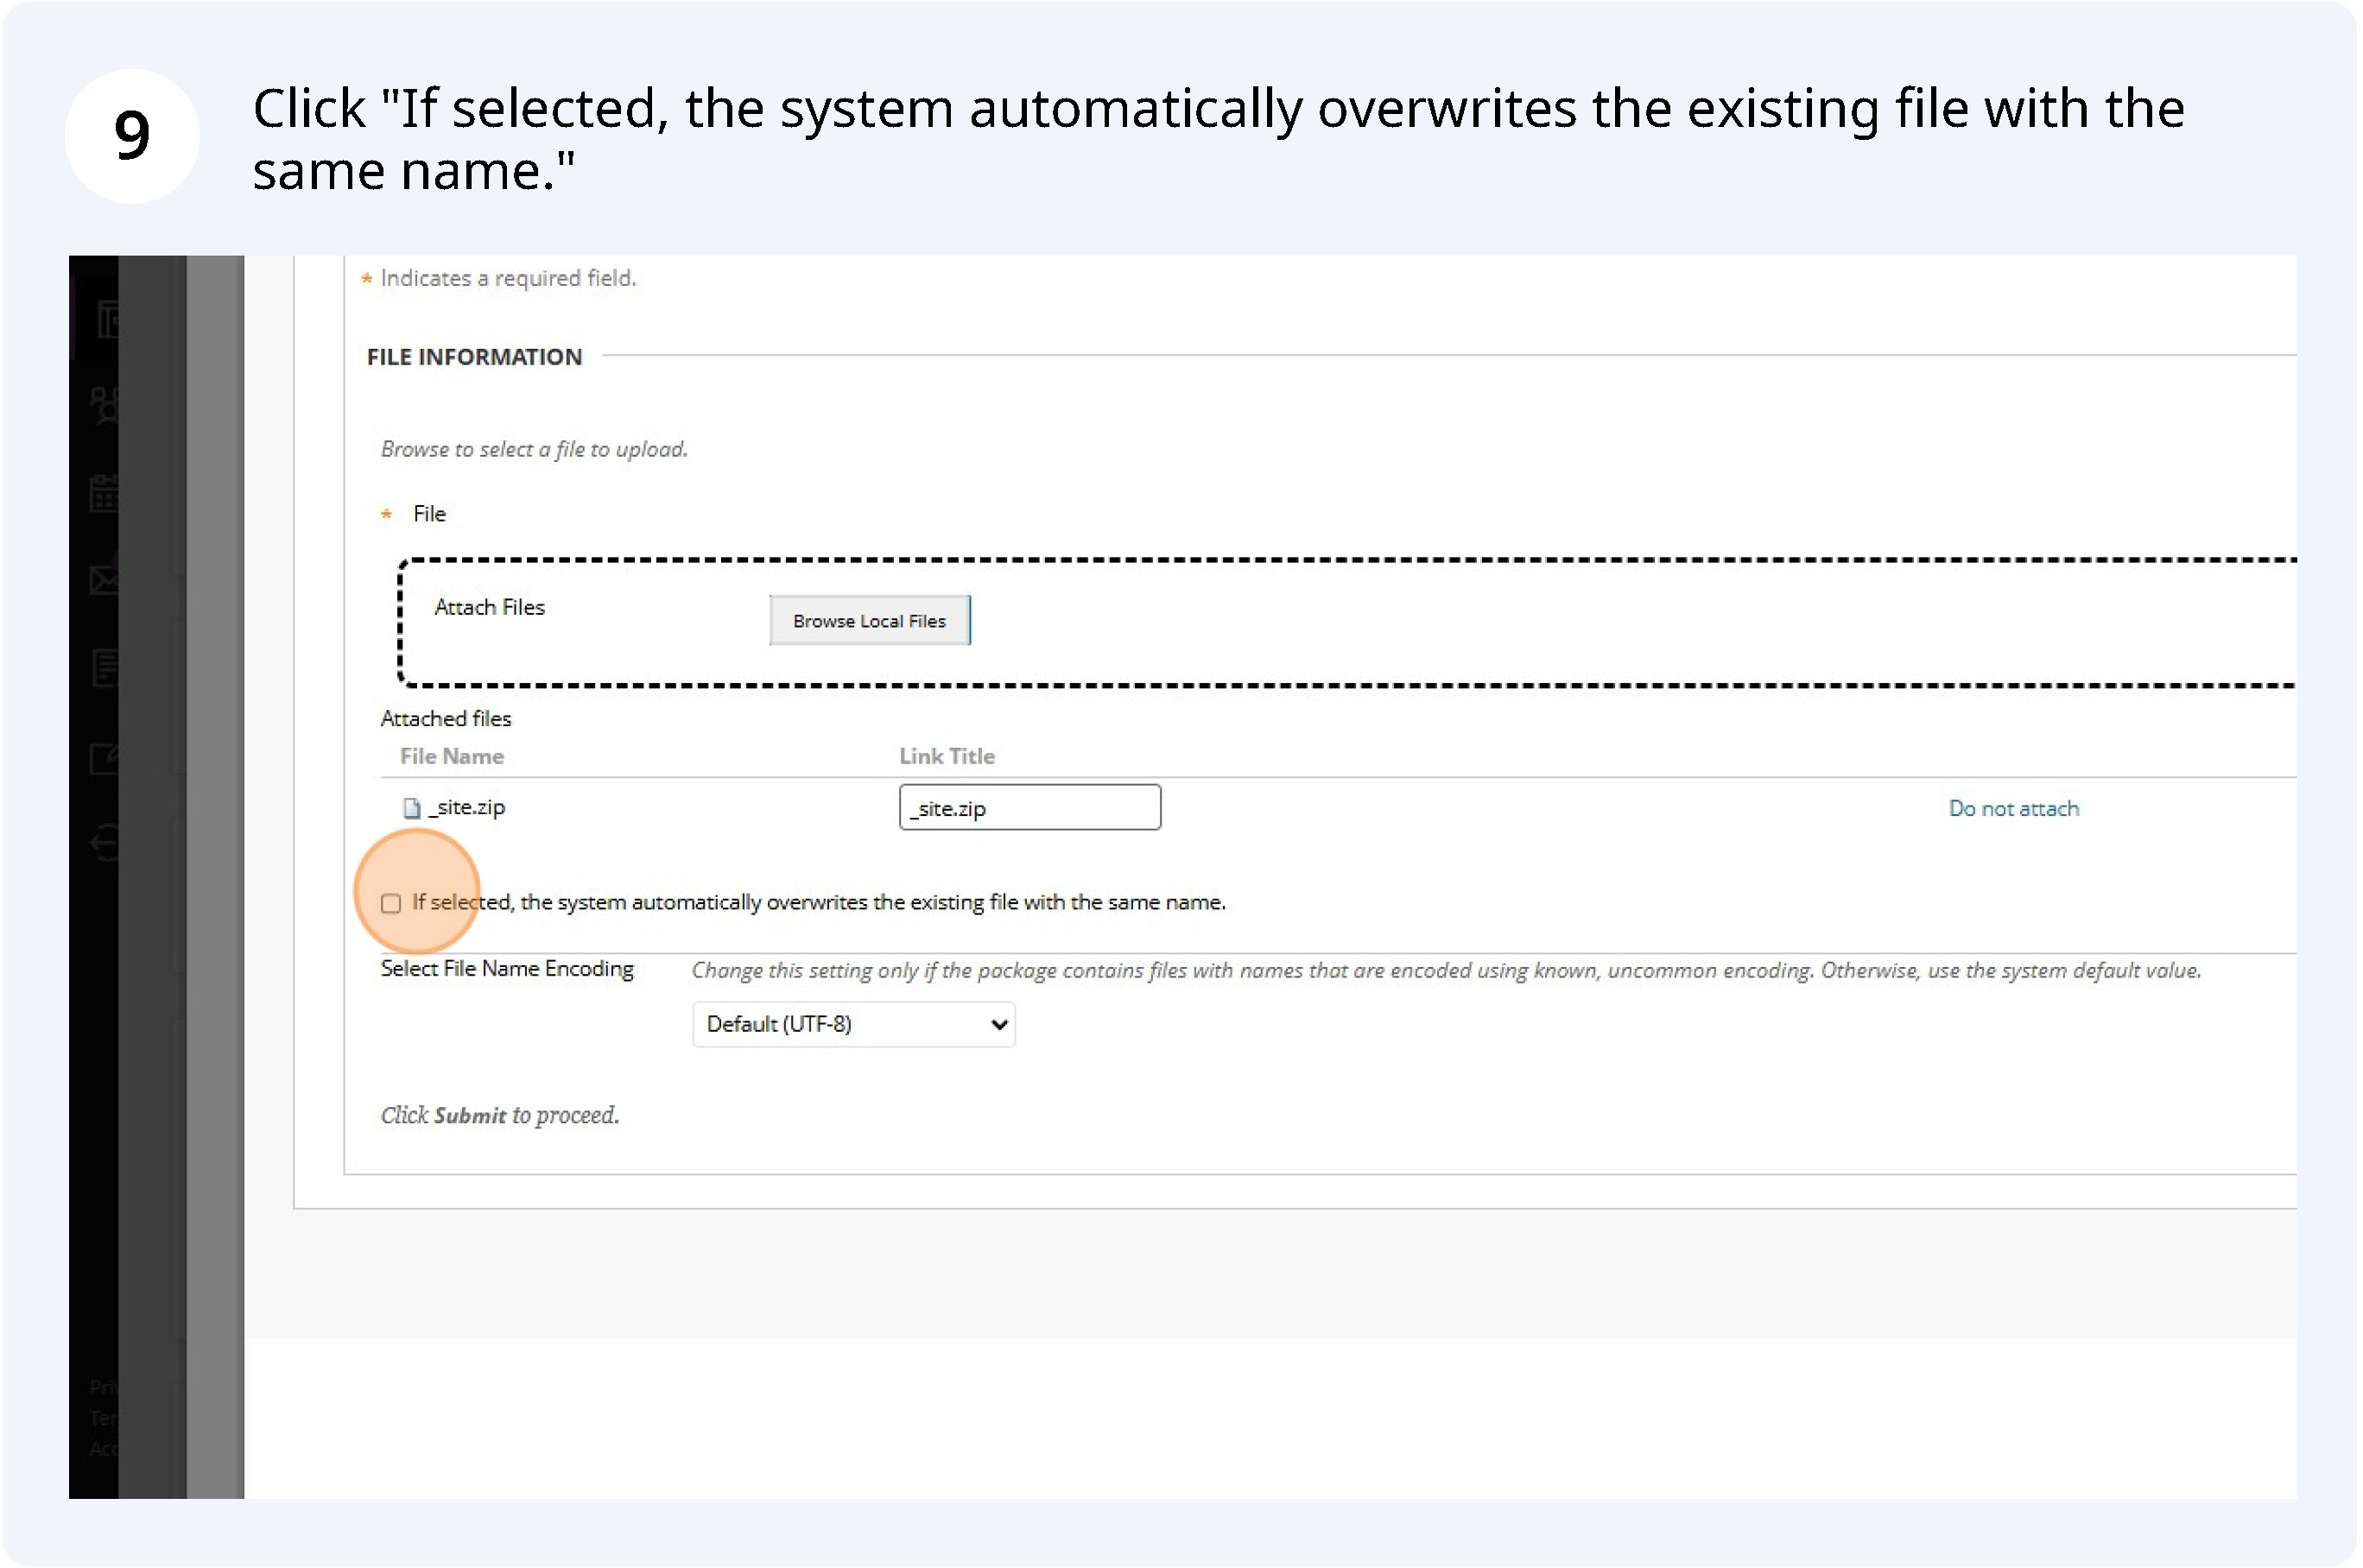 9
Click "If selected, the system automatically overwrites the existing file with the
same name."
* Indicates a required field.
FILE INFORMATION
Browse to select a file to upload.
* File
Attach Files
Browse Local Files
Attached files
File Name Link Title
_site.zip _site.zip Do not attach
If selected, the system automatically overwrites the existing file with the same name.
Select File Name Encoding Change this setting only if the package contains files with names that are encoded using known, uncommon encoding. Otherwise, use the system default value.
Default (UTF-8)
Click Submit to proceed.